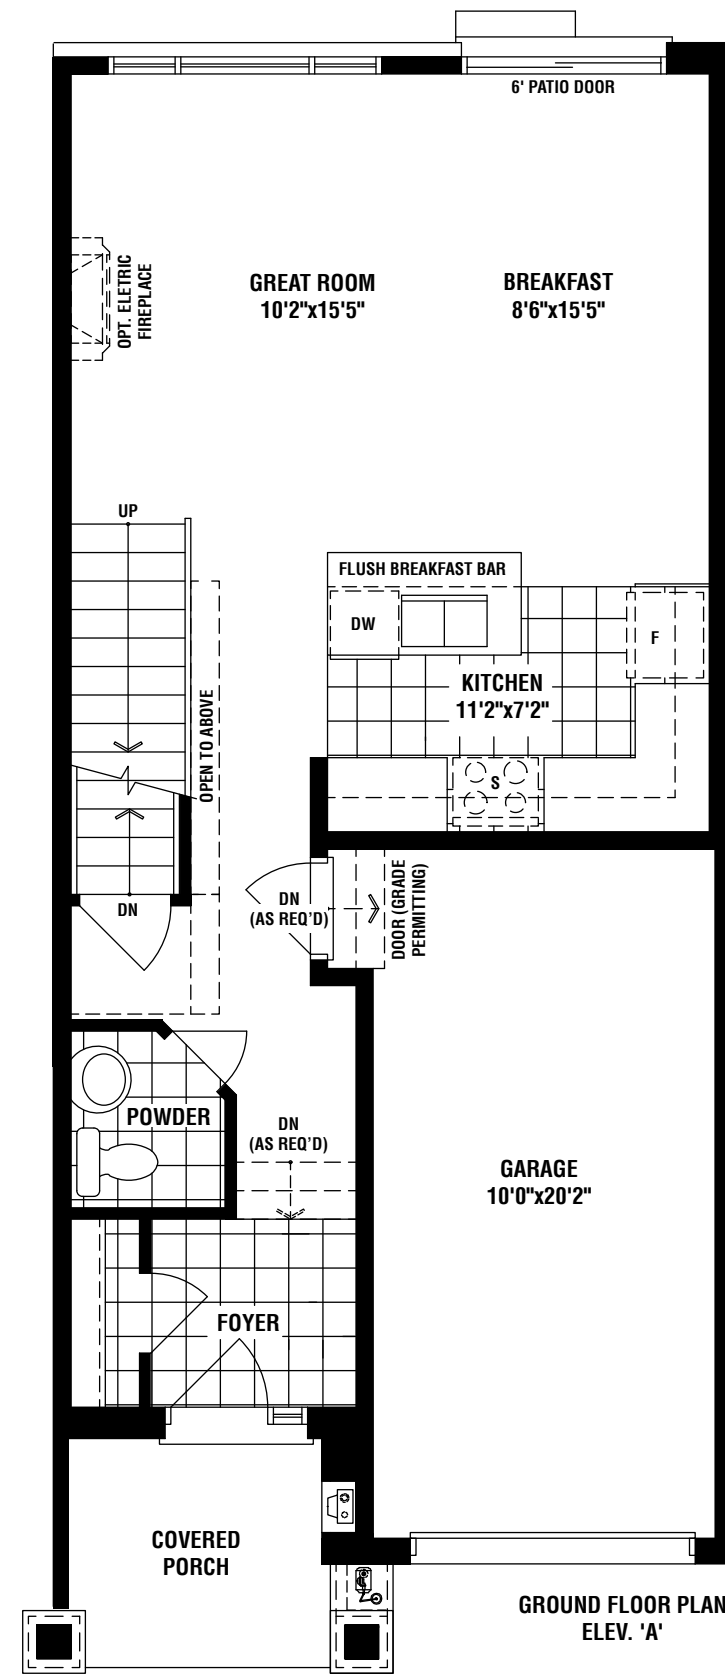 6' PATIO DOOR
OPT. ELETRIC
FIREPLACE
GREAT ROOM
10'2"x15'5"
BREAKFAST
8'6"x15'5"
UP
FLUSH BREAKFAST BAR
DW
F
KITCHEN
11'2"x7'2"
S
OPEN TO ABOVE
DN
DN
(AS REQ'D)
DOOR (GRADE
PERMITTING)
POWDER
DN
(AS REQ'D)
GARAGE
10'0"x20'2"
FOYER
COVERED
PORCH
GROUND FLOOR PLAN
ELEV. 'A'